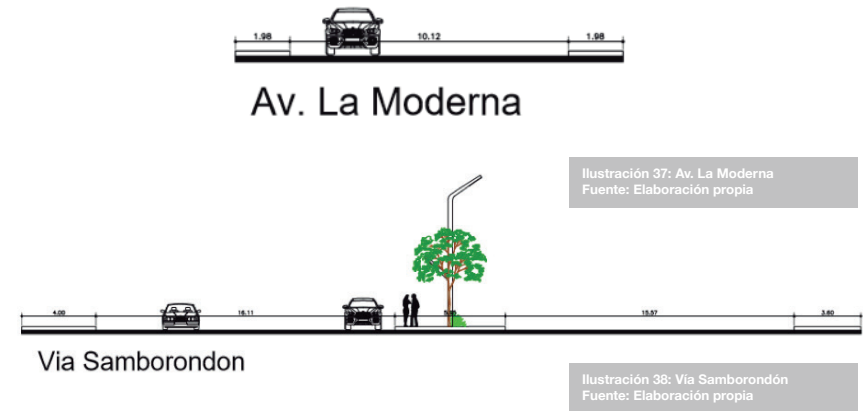 1.98 10.12 1.98
Av. La Moderna
Ilustración 37: Av. La Moderna
Fuente: Elaboración propia
4.00 16.11 15.57 3.60
Via Samborondon
Ilustración 38: Vía Samborondón
Fuente: Elaboración propia